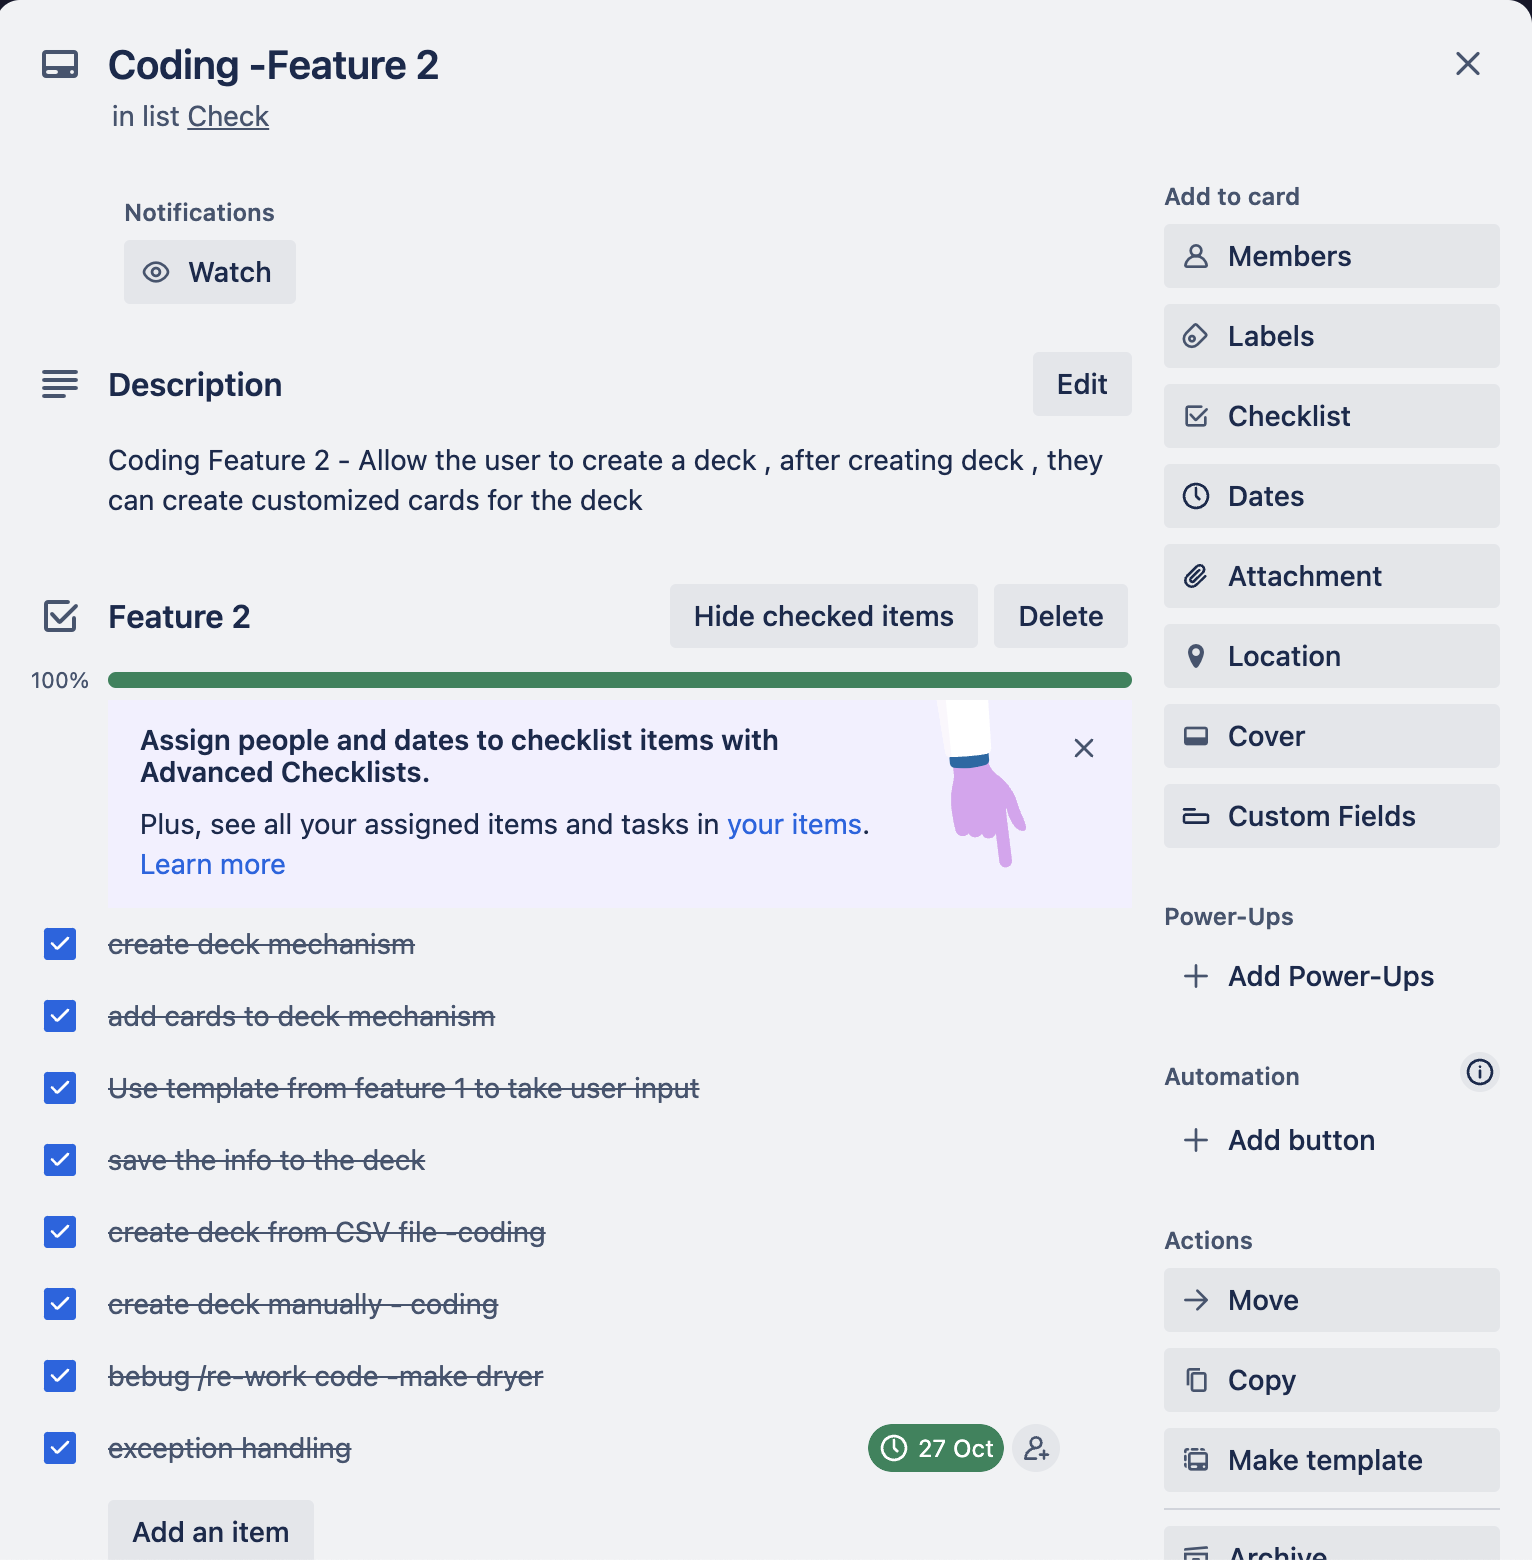 Coding -Feature 2
in list Check
Notifications
Watch
Description
Edit
Coding Feature 2 - Allow the user to create a deck , after creating deck , they
can create customized cards for the deck
Feature 2
Hide checked items
Delete
100%
Assign people and dates to checklist items with
Advanced Checklists.
Plus, see all your assigned items and tasks in your items.
Learn more
create deck mechanism
add cards to deck mechanism
Use template from feature 1 to take user input
save the info to the deck
create deck from CSV file -coding
create deck manually - coding
bebug /re-work code -make dryer
exception handling
27 Oct
Add an item
Add to card
Members
Labels
Checklist
Dates
Attachment
Location
Cover
Custom Fields
Power-Ups
Add Power-Ups
Automation
Add button
Actions
Move
Copy
Make template
Archive